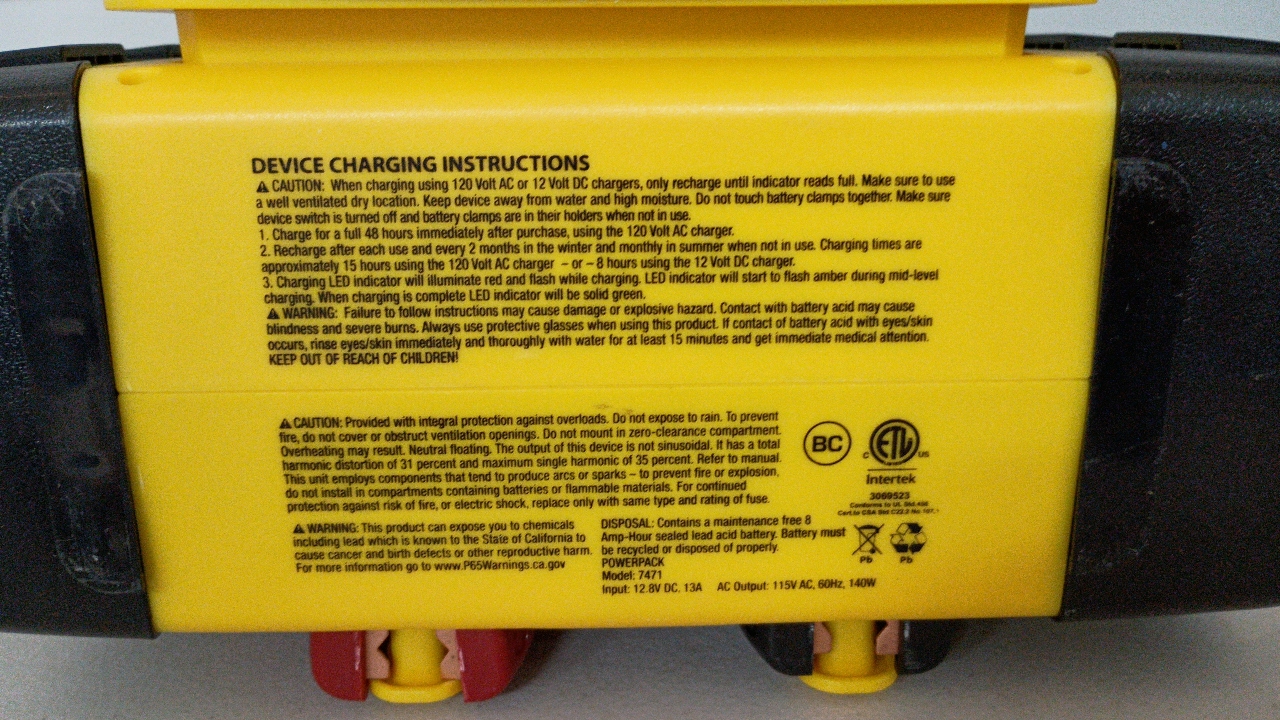 DEVICE CHARGING INSTRUCTIONS
⚠ CAUTION: When charging using 120 Volt AC or 12 Volt DC chargers, only recharge until indicator reads full. Make sure to use
a well ventilated dry location. Keep device away from water and high moisture. Do not touch battery clamps together. Make sure
device switch is turned off and battery clamps are in their holders when not in use.
1. Charge for a full 48 hours immediately after purchase, using the 120 Volt AC charger.
2. Recharge after each use and every 2 months in the winter and monthly in summer when not in use. Charging times are
approximately 15 hours using the 120 Volt AC charger – or – 8 hours using the 12 Volt DC charger.
3. Charging LED indicator will illuminate red and flash while charging. LED indicator will start to flash amber during mid-level
charging. When charging is complete LED indicator will be solid green.
⚠ WARNING: Failure to follow instructions may cause damage or explosive hazard. Contact with battery acid may cause
blindness and severe burns. Always use protective glasses when using this product. If contact of battery acid with eyes/skin
occurs, rinse eyes/skin immediately and thoroughly with water for at least 15 minutes and get immediate medical attention.
KEEP OUT OF REACH OF CHILDREN!
⚠ CAUTION: Provided with integral protection against overloads. Do not expose to rain. To prevent
fire, do not cover or obstruct ventilation openings. Do not mount in zero-clearance compartment.
Overheating may result. Neutral floating. The output of this device is not sinusoidal. It has a total
harmonic distortion of 31 percent and maximum single harmonic of 35 percent. Refer to manual.
This unit employs components that tend to produce arcs or sparks – to prevent fire or explosion,
do not install in compartments containing batteries or flammable materials. For continued
protection against risk of fire, or electric shock, replace only with same type and rating of fuse.
BC
ETL
c us
Intertek
3069523
Conforms to UL Std.458
Cert.to CSA Std C22.2 No.107.1
⚠ WARNING: This product can expose you to chemicals
including lead which is known to the State of California to
cause cancer and birth defects or other reproductive harm.
For more information go to www.P65Warnings.ca.gov
DISPOSAL: Contains a maintenance free 8
Amp-Hour sealed lead acid battery. Battery must
be recycled or disposed of properly.
POWERPACK
Model: 7471
Input: 12.8V DC. 13A AC Output: 115V AC, 60Hz, 140W
Pb Pb